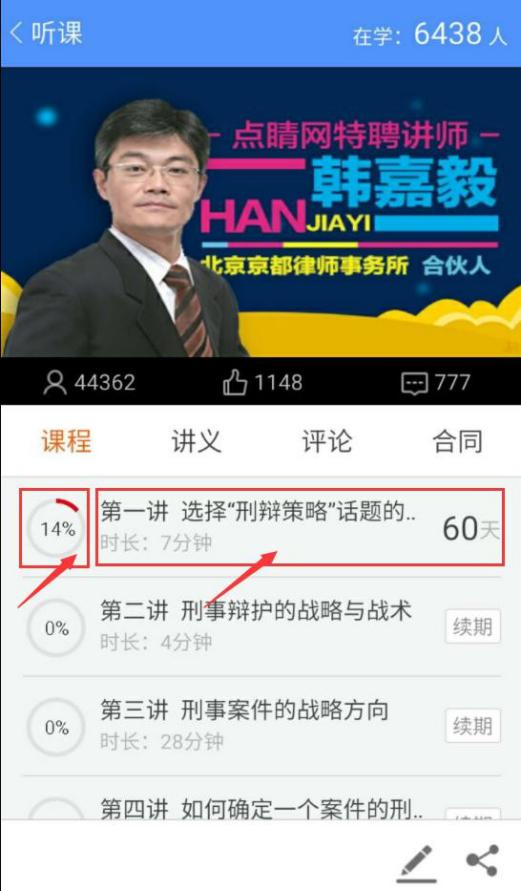 听课
在学：6438人
点睛网特聘讲师
韩嘉毅
HAN JIAYI
北京京都律师事务所 合伙人
44362
1148
777
课程 讲义 评论 合同
14%
第一讲 选择“刑辩策略”话题的..
时长：7分钟
60天
0%
第二讲 刑事辩护的战略与战术
时长：4分钟
续期
0%
第三讲 刑事案件的战略方向
时长：28分钟
续期
第四讲 如何确定一个案件的刑..